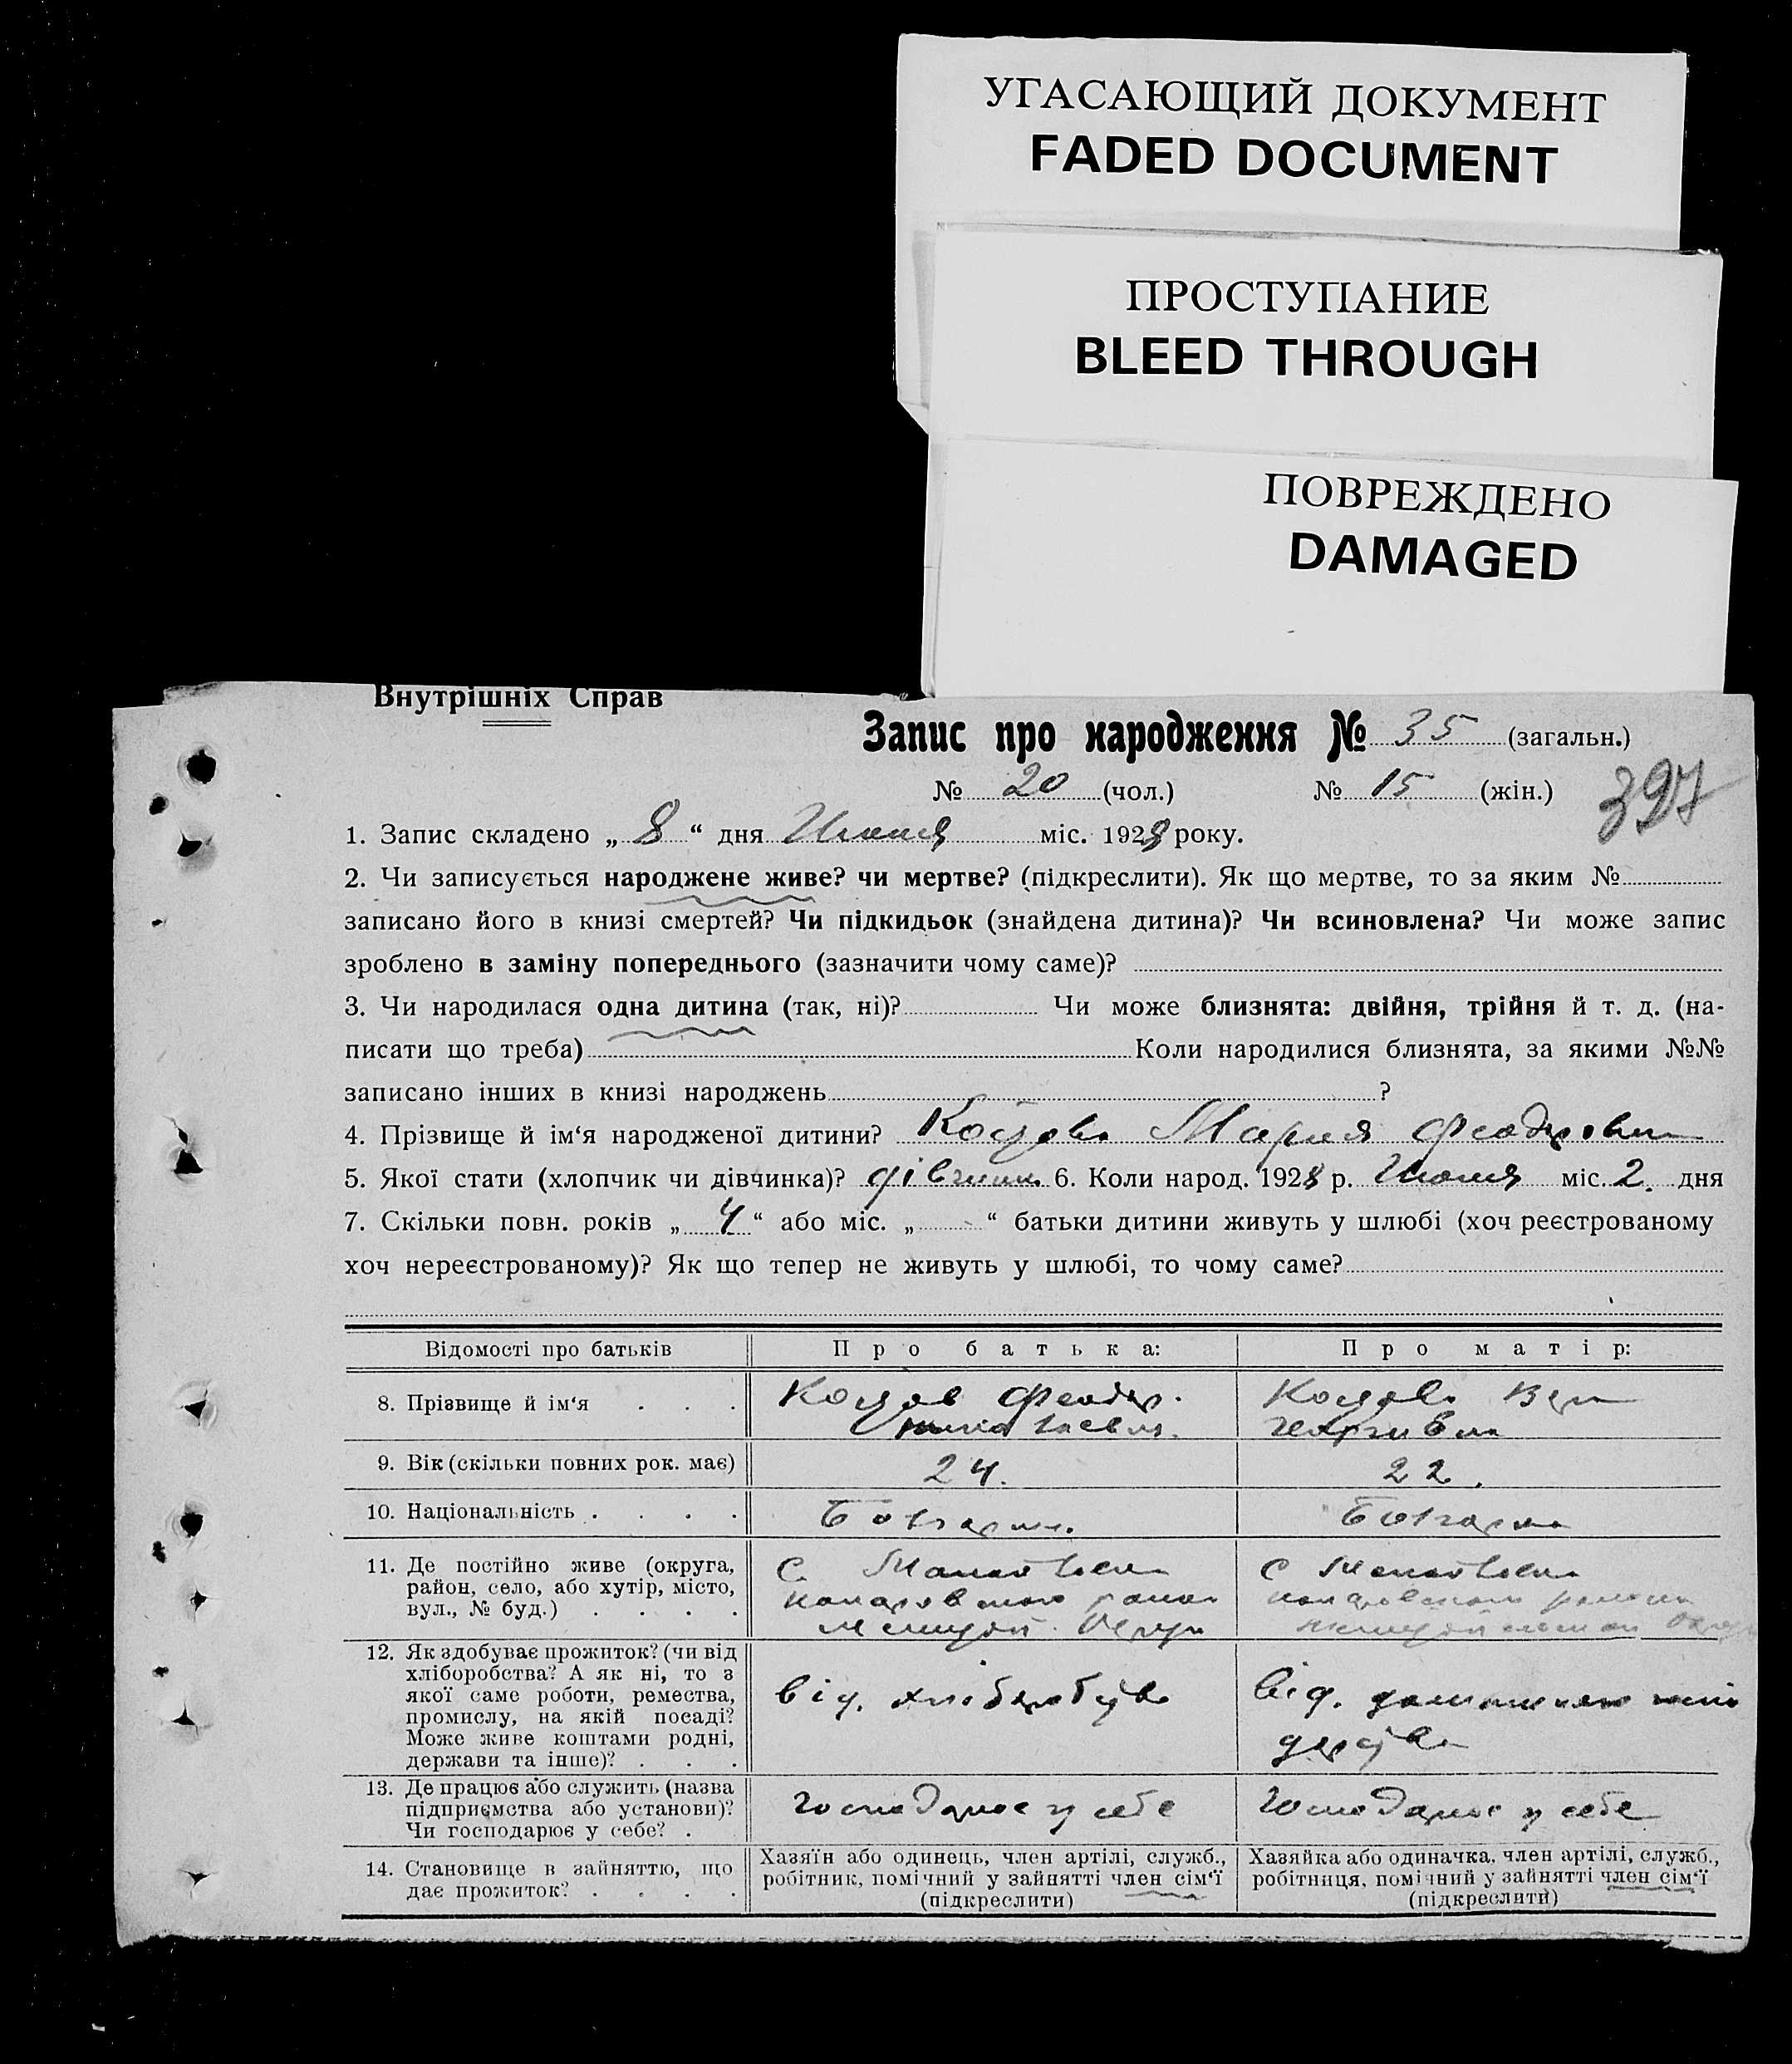 УГАСАЮЩИЙ ДОКУМЕНТ
FADED DOCUMENT
ПРОСТУПАНИЕ
BLEED THROUGH
ПОВРЕЖДЕНО
DAMAGED
Внутрішніх Справ
Запис про народження № 35 (загальн.)
№ 20 (чол.) № 15 (жін.)
397
1. Запис складено „ 8 “ дня Июля міс. 1928 року.
2. Чи записується народжене живе? чи мертве? (підкреслити). Як що мертве, то за яким №
записано його в книзі смертей? Чи підкидьок (знайдена дитина)? Чи всиновлена? Чи може запис
зроблено в заміну попереднього (зазначити чому саме)?
3. Чи народилася одна дитина (так, ні)? Чи може близнята: двійня, трійня й т. д. (на-
писати що треба) Коли народилися близнята, за якими №№
записано інших в книзі народжень ?
4. Прізвище й ім‘я народженої дитини? Мария
5. Якої стати (хлопчик чи дівчинка)? дівчина 6. Коли народ. 1928 р. Июля міс. 2. дня
7. Скільки повн. років „ 4 “ або міс. „ “ батьки дитини живуть у шлюбі (хоч реєстрованому
хоч нереєстрованому)? Як що тепер не живуть у шлюбі, то чому саме?
Відомості про батьків Про батька: Про матір:
8. Прізвище й ім‘я . . .
9. Вік (скільки повних рок. має) 24. 22.
10. Національність . . . .
11. Де постійно живе (округа,
район, село, або хутір, місто,
вул., № буд.) . . . .
с.
с
12. Як здобуває прожиток? (чи від
хліборобства? А як ні, то з
якої саме роботи, ремества,
промислу, на якій посаді?
Може живе коштами родні,
держави та інше)? . . .
від. хліборобства
від.
13. Де працює або служить (назва
підприємства або установи)?
Чи господарює у себе? .
Господарює у себе
Господарює у себе
14. Становище в зайняттю, що
дає прожиток? . . . .
Хазяїн або одинець, член артілі, служб.,
робітник, помічний у зайнятті член сім‘ї
(підкреслити)
Хазяйка або одиначка, член артілі, служб.,
робітниця, помічний у зайнятті член сім‘ї
(підкреслити)